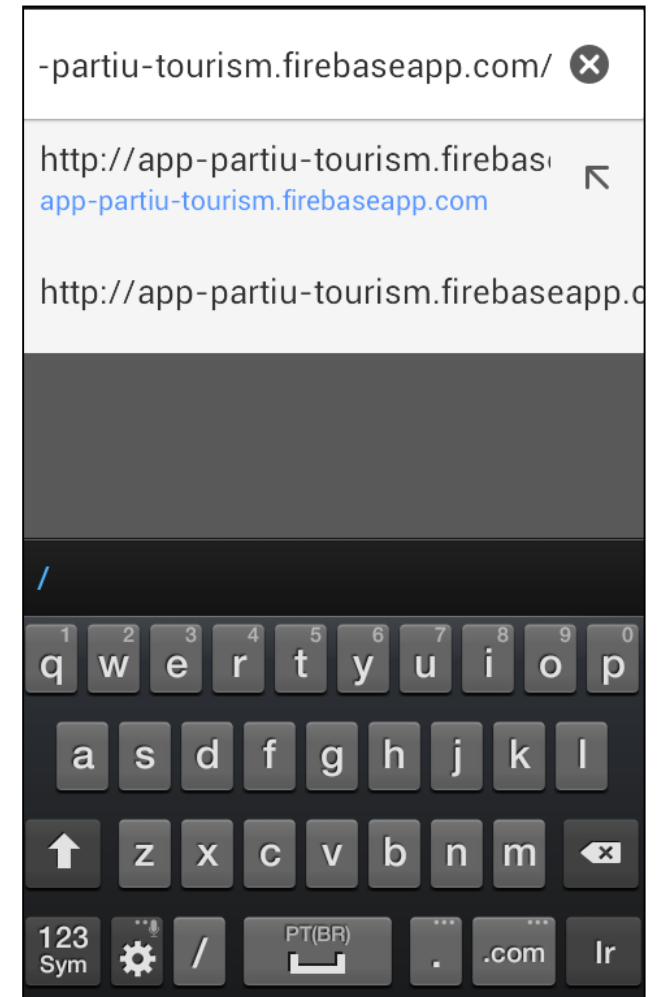 -partiu-tourism.firebaseapp.com/
http://app-partiu-tourism.firebas
app-partiu-tourism.firebaseapp.com
http://app-partiu-tourism.firebaseapp.c
/
1 2 3 4 5 6 7 8 9 0
q w e r t y u i o p
a s d f g h j k l
z x c v b n m
123 Sym / PT(BR) . .com Ir